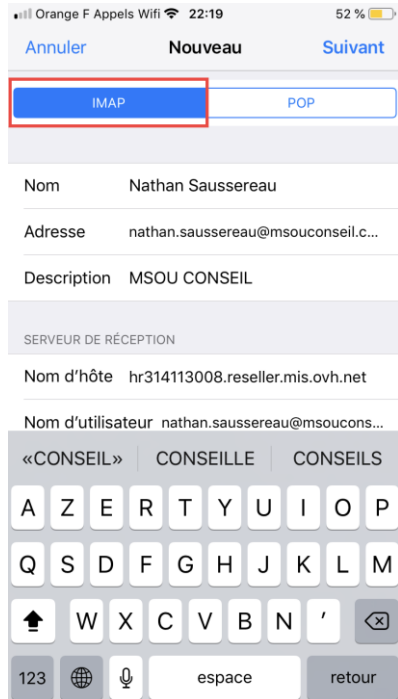 Orange F Appels Wifi 22:19 52 %
Annuler Nouveau Suivant
IMAP POP
Nom Nathan Saussereau
Adresse nathan.saussereau@msouconseil.c...
Description MSOU CONSEIL
SERVEUR DE RÉCEPTION
Nom d'hôte hr314113008.reseller.mis.ovh.net
Nom d'utilisateur nathan.saussereau@msoucons...
«CONSEIL» CONSEILLE CONSEILS
A Z E R T Y U I O P
Q S D F G H J K L M
W X C V B N '
123 espace retour